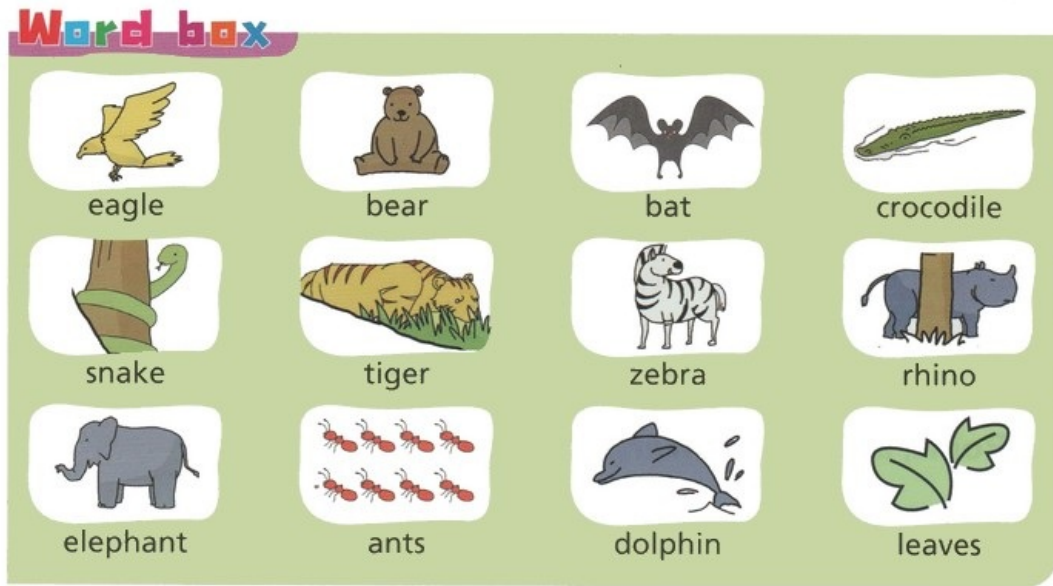 Word box
eagle bear bat crocodile
snake tiger zebra rhino
elephant ants dolphin leaves